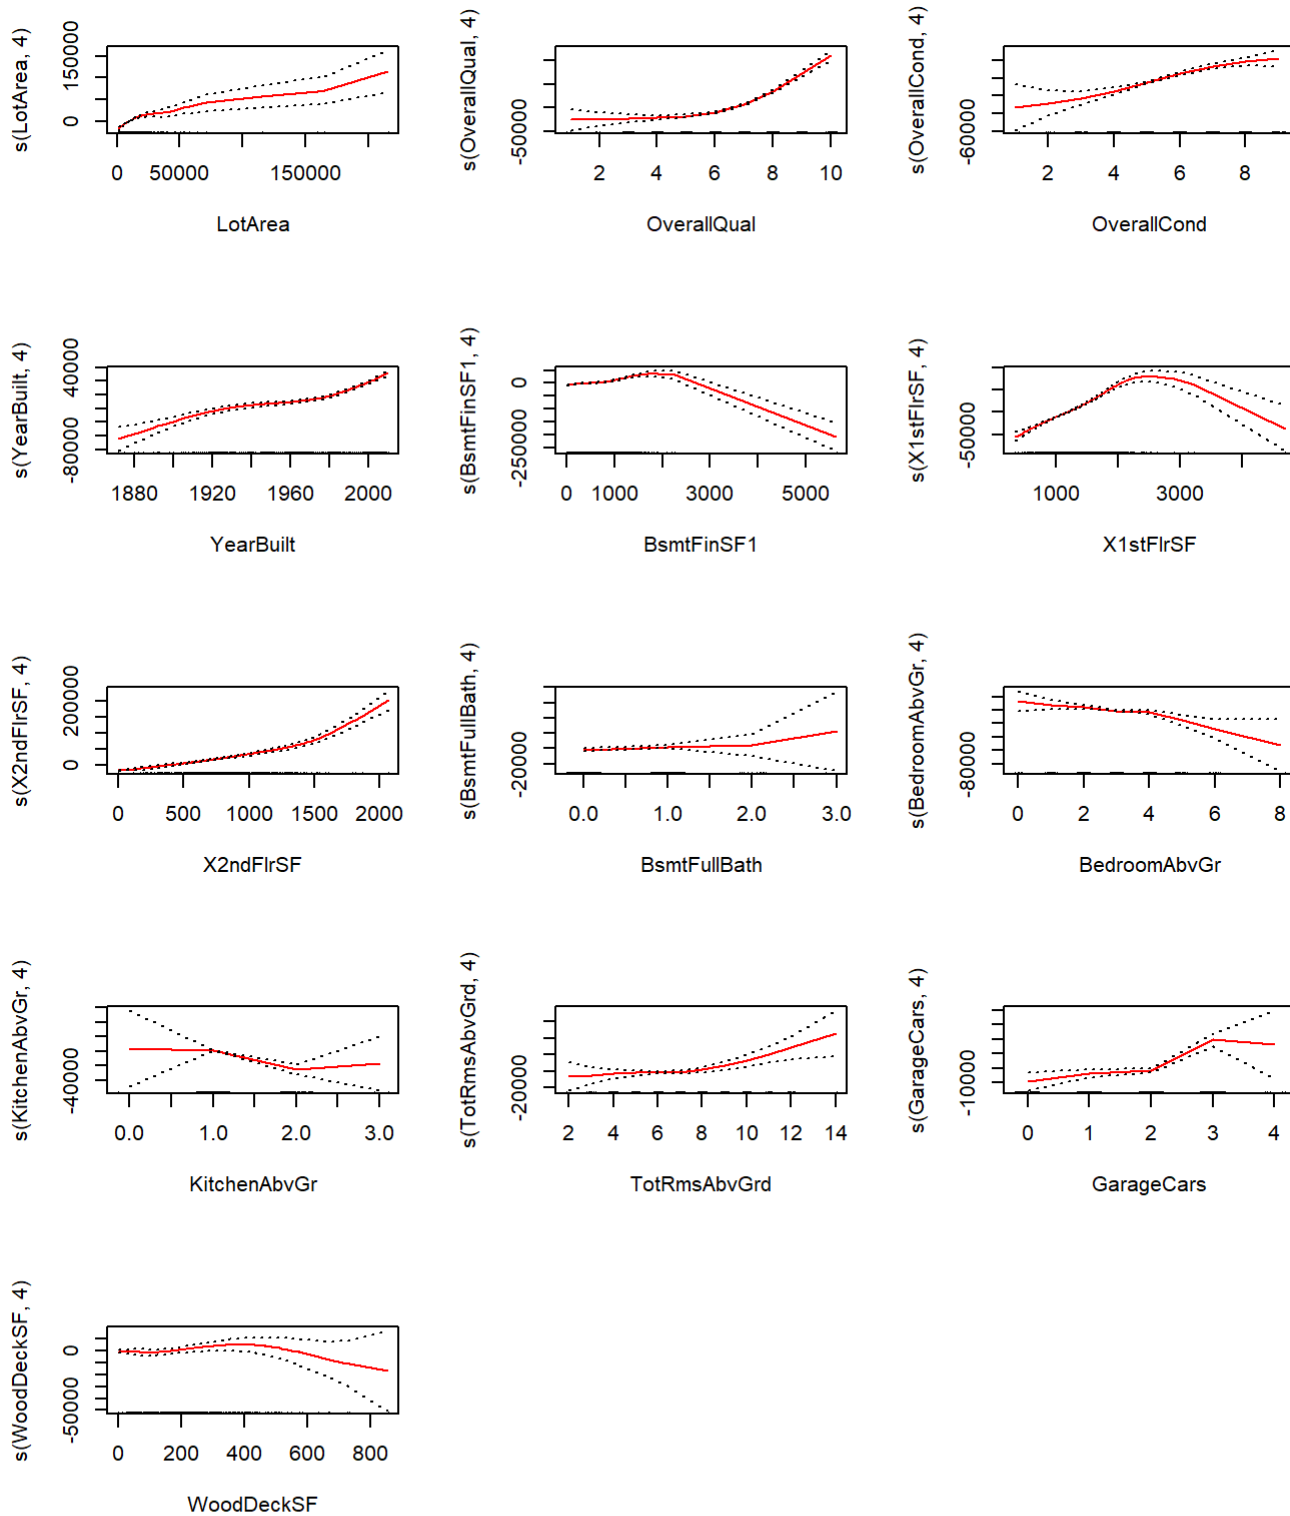 s(LotArea, 4)
150000
0
0 50000 150000
LotArea
s(OverallQual, 4)
-50000
2 4 6 8 10
OverallQual
s(OverallCond, 4)
-60000
2 4 6 8
OverallCond
s(YearBuilt, 4)
40000
-80000
1880 1920 1960 2000
YearBuilt
s(BsmtFinSF1, 4)
0
-250000
0 1000 3000 5000
BsmtFinSF1
s(X1stFlrSF, 4)
-50000
1000 3000
X1stFlrSF
s(X2ndFlrSF, 4)
200000
0
0 500 1000 1500 2000
X2ndFlrSF
s(BsmtFullBath, 4)
-20000
0.0 1.0 2.0 3.0
BsmtFullBath
s(BedroomAbvGr, 4)
-80000
0 2 4 6 8
BedroomAbvGr
s(KitchenAbvGr, 4)
-40000
0.0 1.0 2.0 3.0
KitchenAbvGr
s(TotRmsAbvGrd, 4)
-20000
2 4 6 8 10 12 14
TotRmsAbvGrd
s(GarageCars, 4)
-10000
0 1 2 3 4
GarageCars
s(WoodDeckSF, 4)
0
-50000
0 200 400 600 800
WoodDeckSF